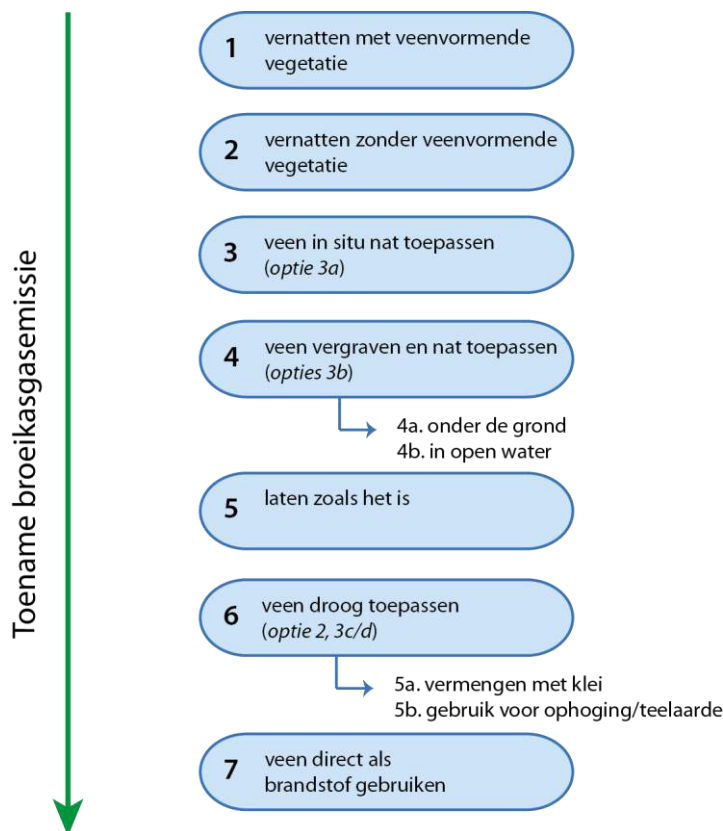 Toename broeikasgasemissie
1 vernatten met veenvormende
vegetatie
2 vernatten zonder veenvormende
vegetatie
3 veen in situ nat toepassen
(optie 3a)
4 veen vergraven en nat toepassen
(opties 3b)
4a. onder de grond
4b. in open water
5 laten zoals het is
6 veen droog toepassen
(optie 2, 3c/d)
5a. vermengen met klei
5b. gebruik voor ophoging/teelaarde
7 veen direct als
brandstof gebruiken